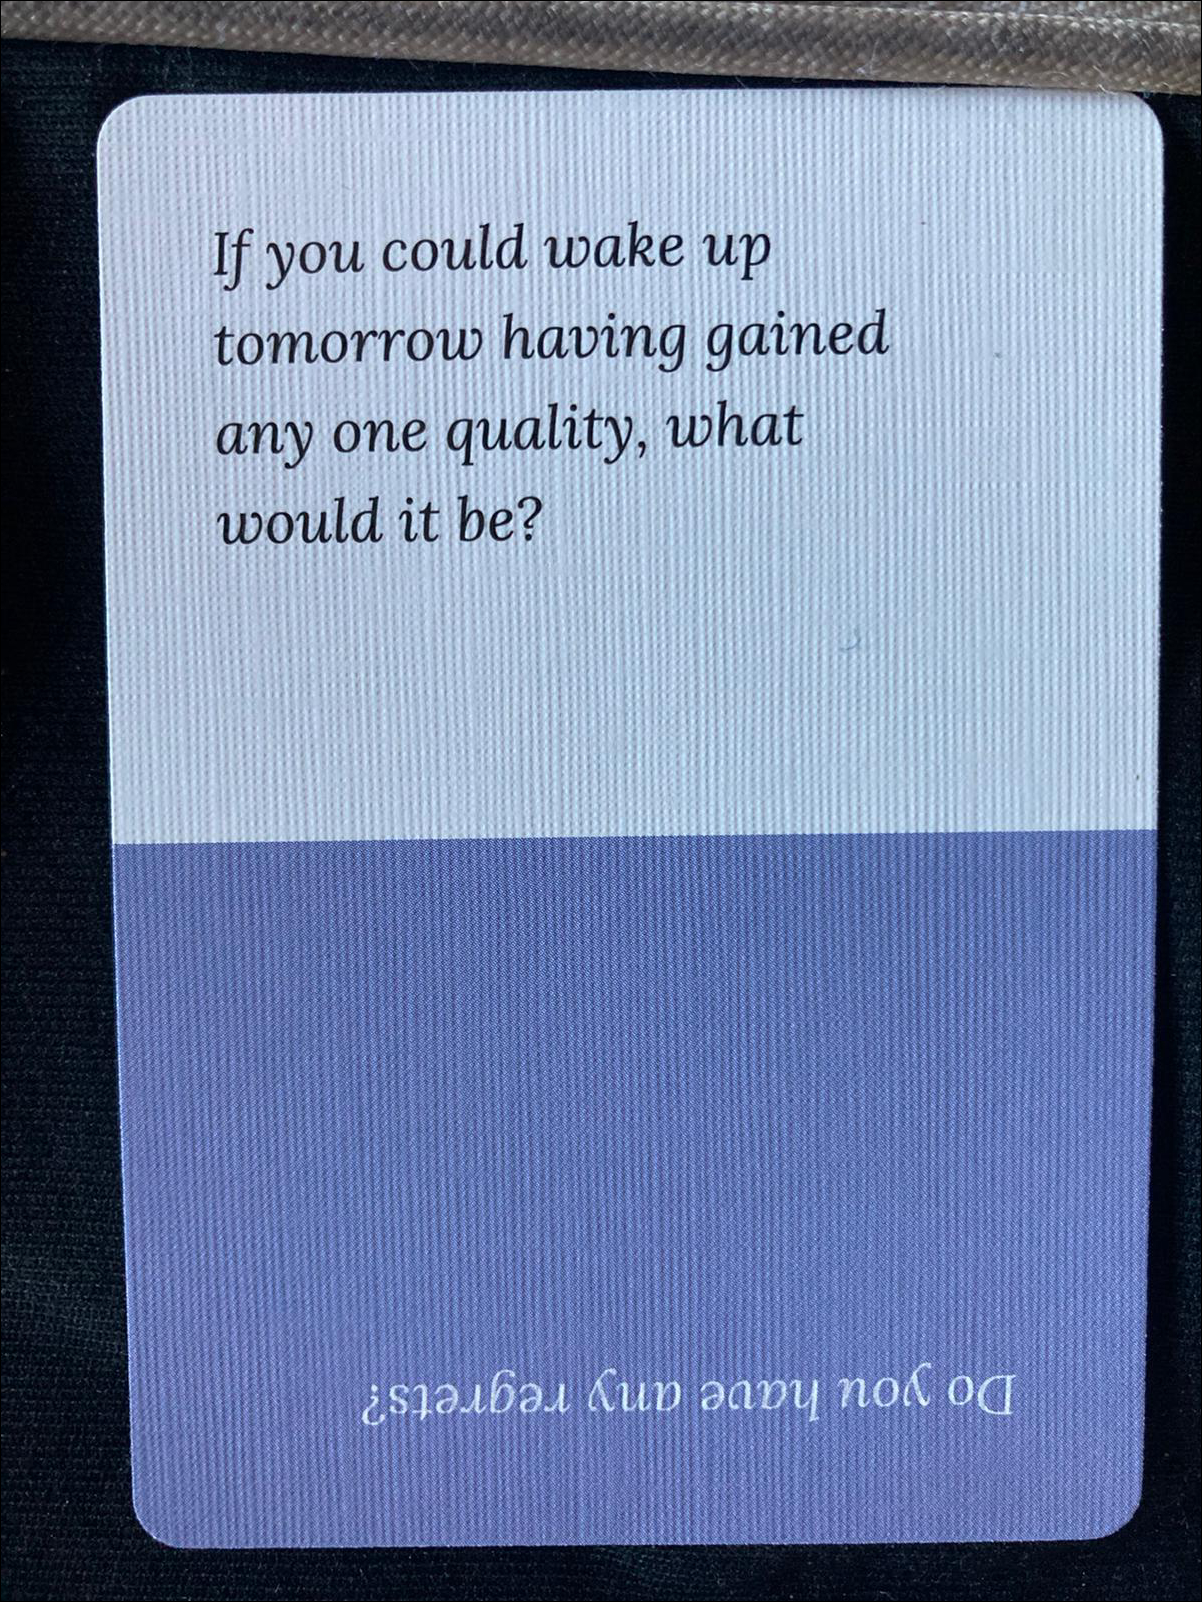 If you could wake up
tomorrow having gained
any one quality, what
would it be?
Do you have any regrets?